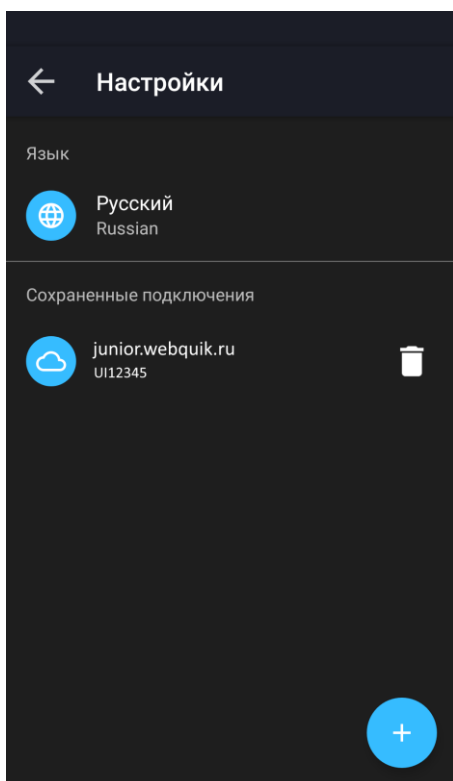 Настройки
Язык
Русский
Russian
Сохраненные подключения
junior.webquik.ru
UI12345